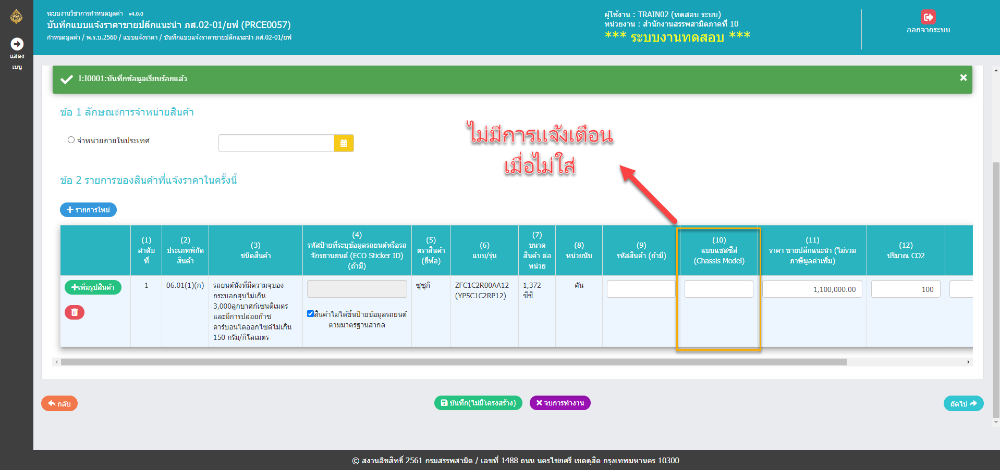 แสดง
เมนู
ระบบงานวิชาการกำหนดมูลค่า v4.0.0
บันทึกแบบแจ้งราคาขายปลีกแนะนำ ภส.02-01/ยฟ (PRCE0057)
กำหนดมูลค่า / พ.ร.บ.2560 / แบบแจ้งราคา / บันทึกแบบแจ้งราคาขายปลีกแนะนำ ภส.02-01/ยฟ
ผู้ใช้งาน : TRAIN02 (ทดสอบ ระบบ)
หน่วยงาน : สำนักงานสรรพสามิตภาคที่ 10
*** ระบบงานทดสอบ ***
ออกจากระบบ
I:I0001:บันทึกข้อมูลเรียบร้อยแล้ว
ข้อ 1 ลักษณะการจำหน่ายสินค้า
จำหน่ายภายในประเทศ
ไม่มีการแจ้งเตือน
เมื่อไม่ใส่
ข้อ 2 รายการของสินค้าที่แจ้งราคาในครั้งนี้
รายการใหม่
(1)
ลำดับ
ที่
(2)
ประเภทพิกัด
สินค้า
(3)
ชนิดสินค้า
(4)
รหัสป้ายที่ระบุข้อมูลรถยนต์หรือรถ
จักรยานยนต์ (ECO Sticker ID)
(ถ้ามี)
(5)
ตราสินค้า
(ยี่ห้อ)
(6)
แบบ/รุ่น
(7)
ขนาด
สินค้า ต่อ
หน่วย
(8)
หน่วยนับ
(9)
รหัสสินค้า (ถ้ามี)
(10)
แบบแชสซีส์
(Chassis Model)
(11)
ราคา ขายปลีกแนะนำ (ไม่รวม
ภาษีมูลค่าเพิ่ม)
(12)
ปริมาณ CO2
เพิ่มรูปสินค้า
1
06.01(1)(ก)
รถยนต์นั่งที่มีความจุของ
กระบอกสูบไม่เกิน
3,000ลูกบาศก์เซนติเมตร
และมีการปล่อยก๊าซ
คาร์บอนไดออกไซด์ไม่เกิน
150 กรัม/กิโลเมตร
สินค้าไม่ได้ขึ้นป้ายข้อมูลรถยนต์
ตามมาตรฐานสากล
ซูซูกิ
ZFC1C2R00AA12
(YP5C1C2RP12)
1,372
ซีซี
คัน
1,100,000.00
100
กลับ
บันทึก(ไม่มีโครงสร้าง)
จบการทำงาน
ถัดไป
© สงวนลิขสิทธิ์ 2561 กรมสรรพสามิต / เลขที่ 1488 ถนน นครไชยศรี เขตดุสิต กรุงเทพมหานคร 10300